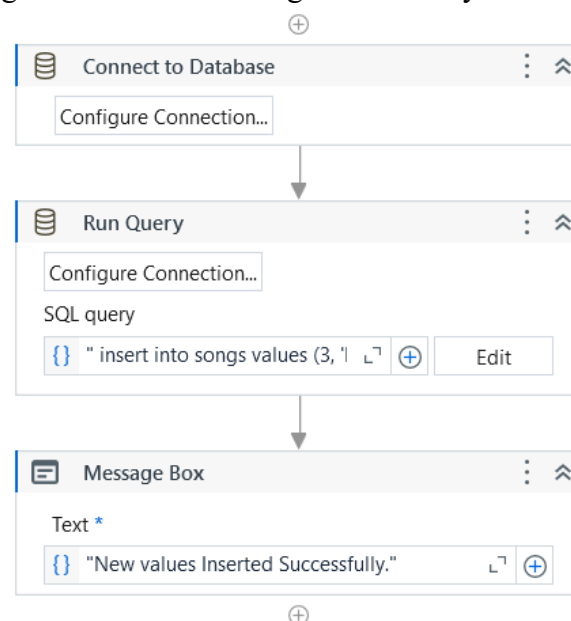 Connect to Database
Configure Connection...
Run Query
Configure Connection...
SQL query
" insert into songs values (3, '
Edit
Message Box
Text *
"New values Inserted Successfully."